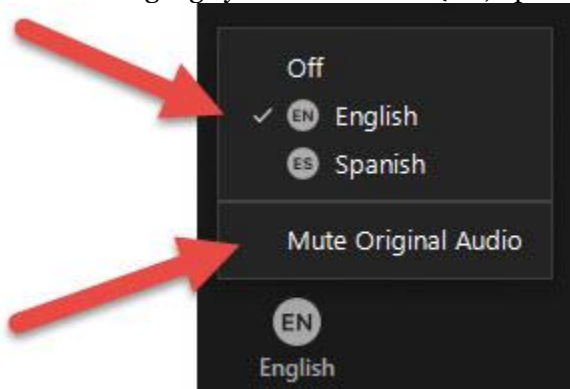 Off
EN English
ES Spanish
Mute Original Audio
EN
English